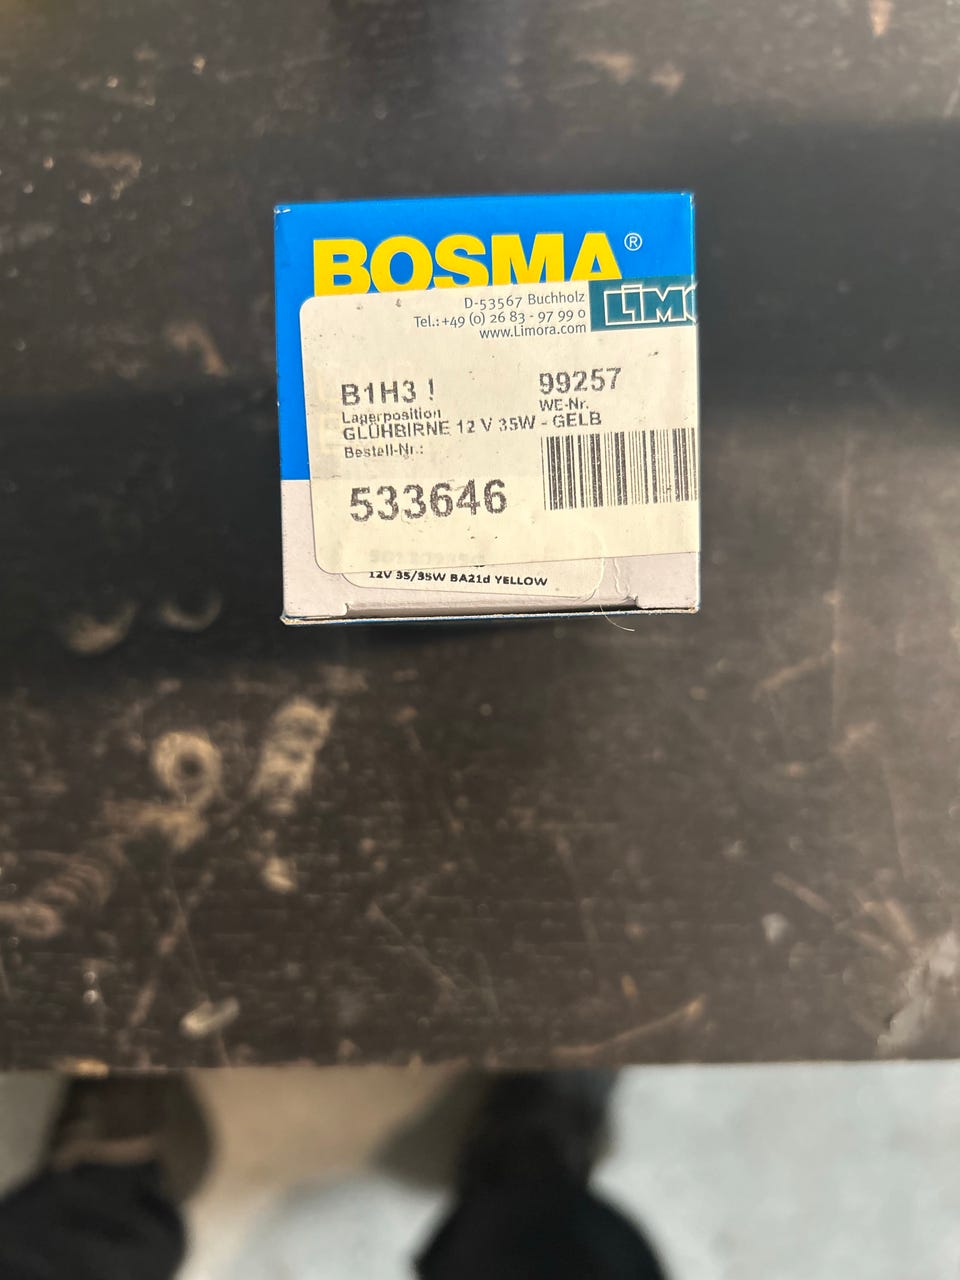 BOSMA®
D-53567 Buchholz
Tel.: +49 (0) 26 83 - 97 99 0
www.Limora.com
LiMO
B1H3 !
99257
Lagerposition
WE-Nr.
GLÜHBIRNE 12 V 35W - GELB
Bestell-Nr.:
533646
12V 35/35W BA21d YELLOW